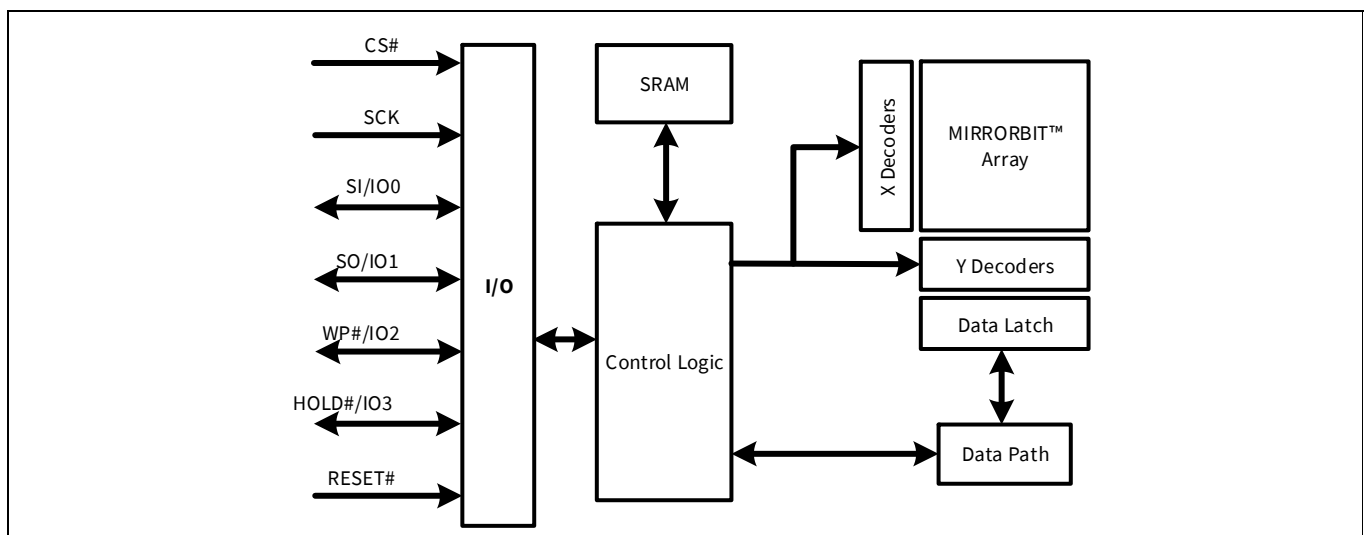 CS#
SCK
SI/IO0
SO/IO1
WP#/IO2
HOLD#/IO3
RESET#
I/O
SRAM
Control Logic
X Decoders
MIRRORBIT™
Array
Y Decoders
Data Latch
Data Path